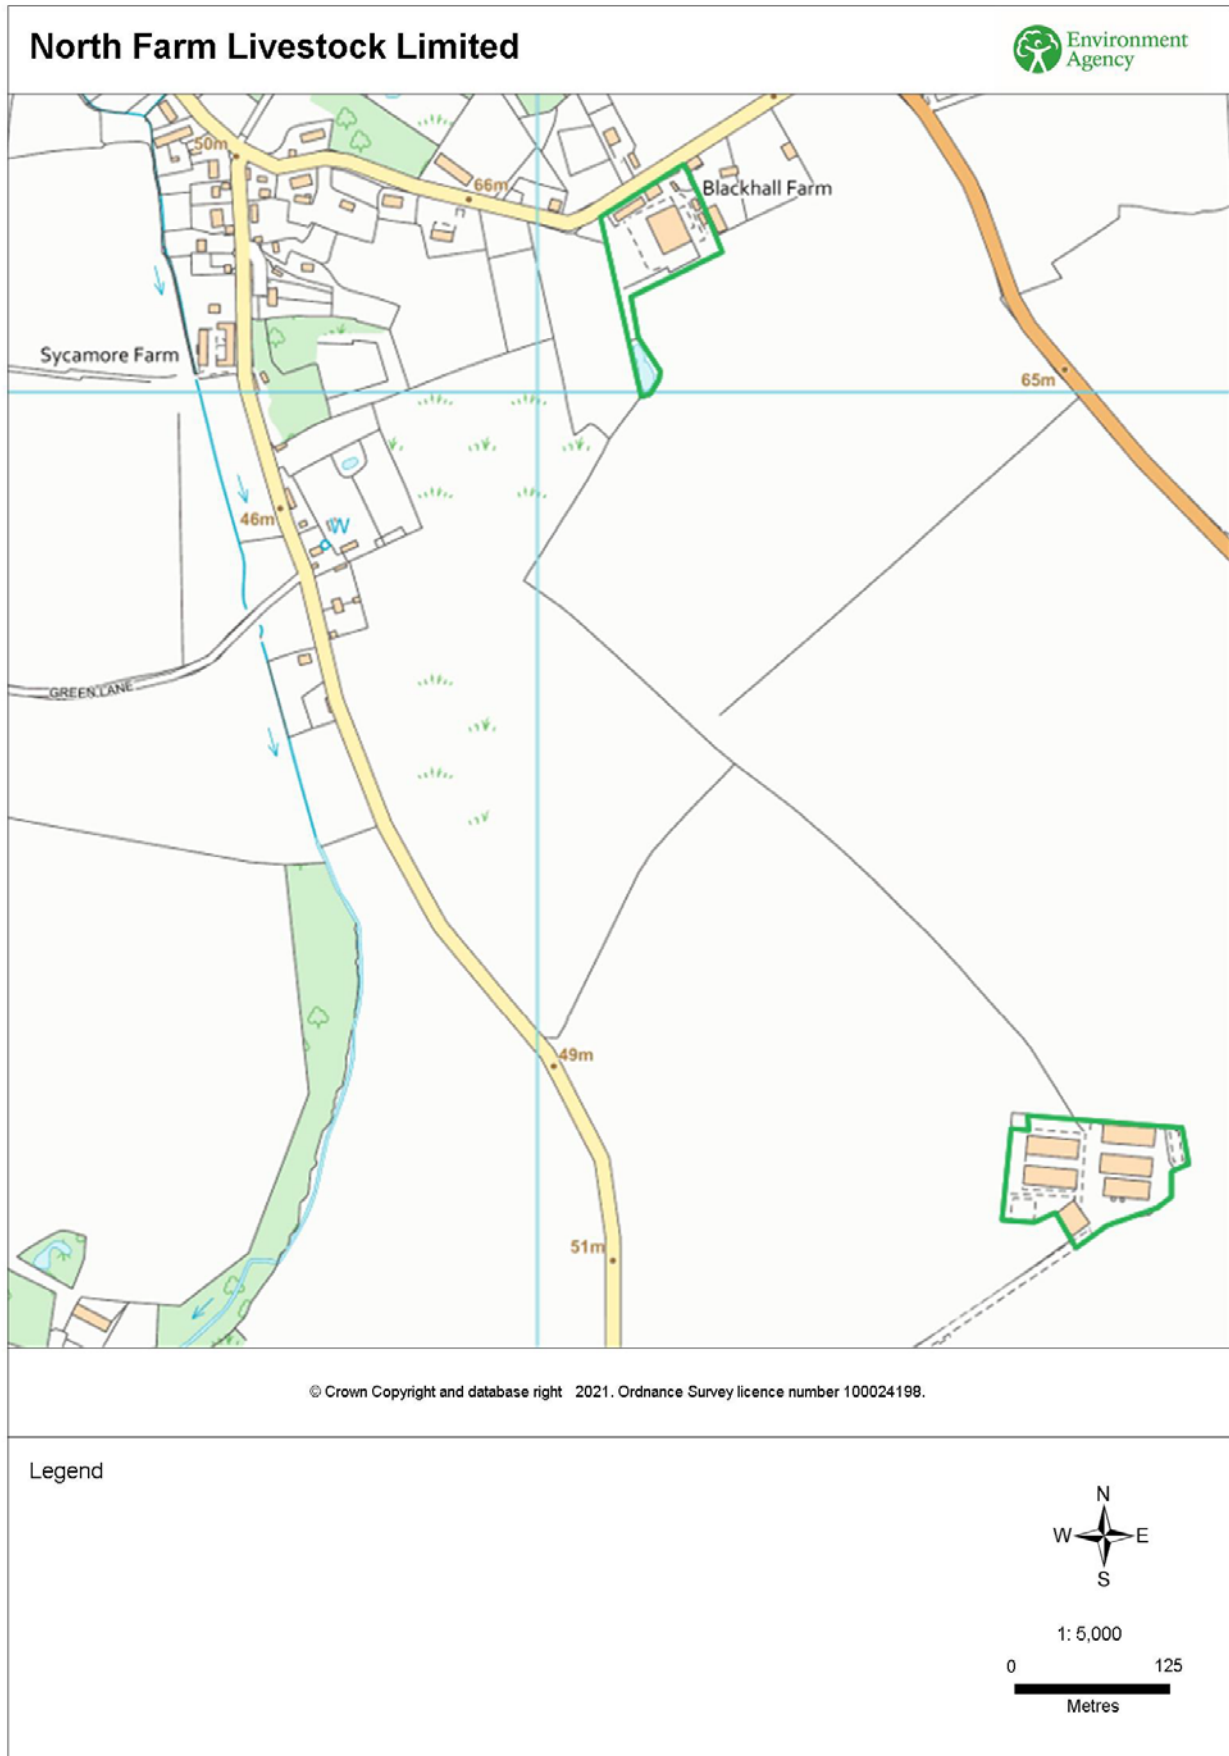 North Farm Livestock Limited
Environment
Agency
50m
66m
Blackhall Farm
Sycamore Farm
65m
46m
W
GREEN LANE
49m
51m
© Crown Copyright and database right 2021. Ordnance Survey licence number 100024198.
Legend
N
W E
S
1: 5,000
0 125
Metres